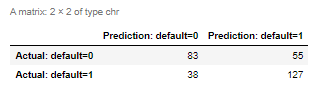 A matrix: 2 × 2 of type chr
Prediction: default=0 Prediction: default=1
Actual: default=0 83 55
Actual: default=1 38 127